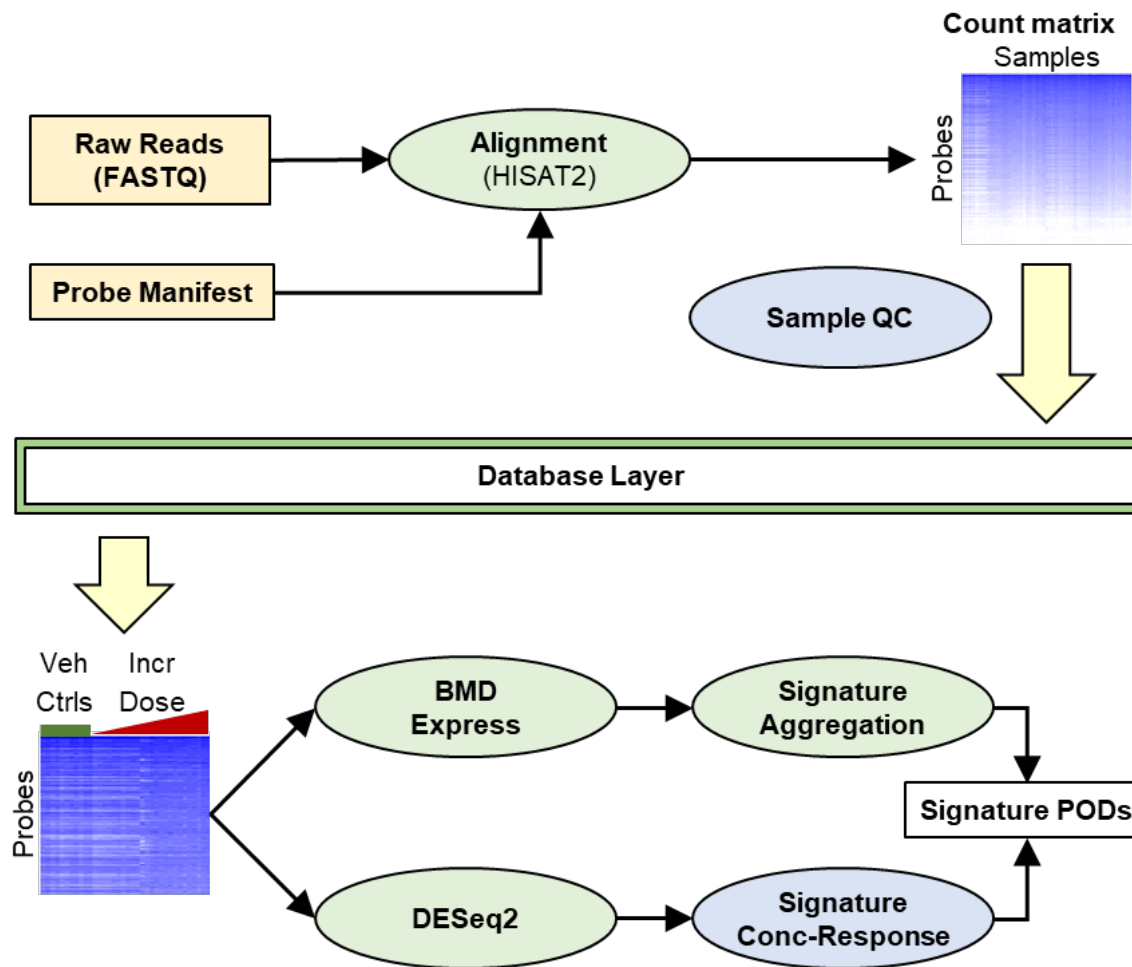 Count matrix
Samples
Probes
Raw Reads
(FASTQ)
Alignment
(HISAT2)
Probe Manifest
Sample QC
Database Layer
Veh
Ctrls
Incr
Dose
Probes
BMD
Express
Signature
Aggregation
Signature PODs
DESeq2
Signature
Conc-Response